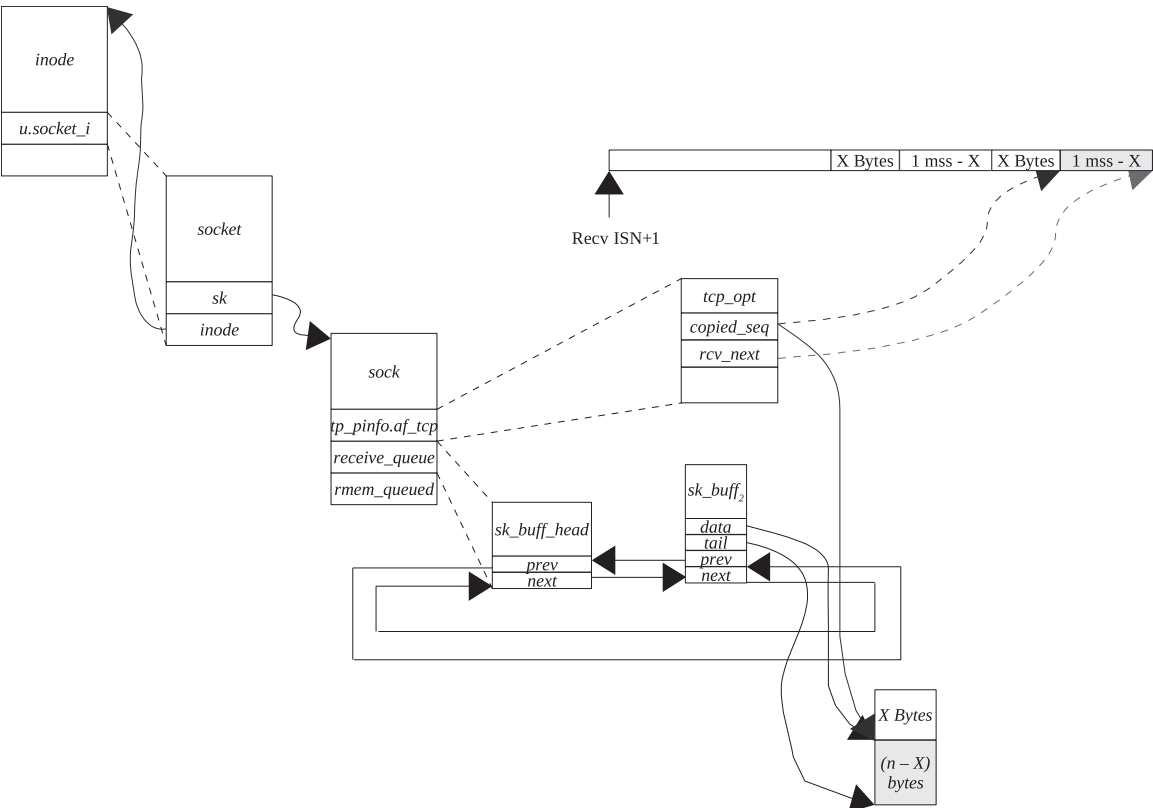 inode
u.socket_i
socket
sk
inode
X Bytes
1 mss - X
X Bytes
1 mss - X
Recv ISN+1
tcp_opt
copied_seq
rcv_next
sock
tp_pinfo.af_tcp
receive_queue
rmem_queued
sk_buff_head
prev
next
sk_buff2
data
tail
prev
next
X Bytes
(n – X)
bytes